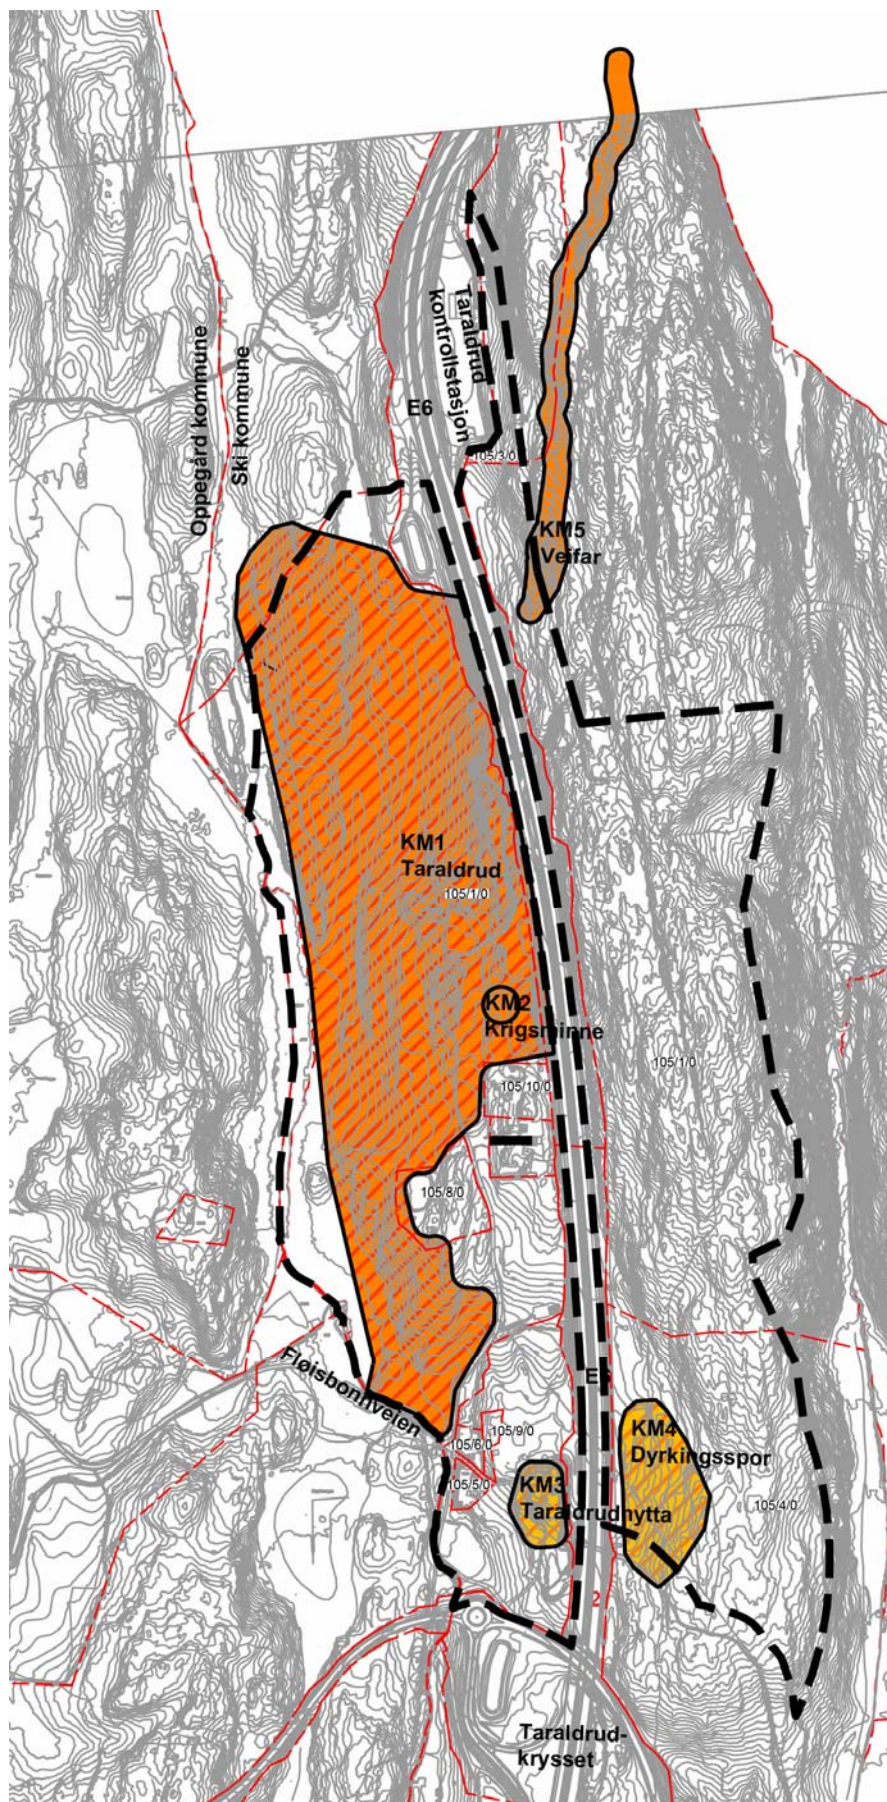 Oppegård kommune
Ski kommune
Taraldrud
kontrollstasjon
E6
105/3/0
KM5
Veifar
KM1
Taraldrud
105/1/0
KM2
Krigsminne
105/10/0
105/1/0
105/8/0
Fløisbonnveien
E6
105/9/0
105/6/0
105/5/0
KM3
Taraldrudhytta
KM4
Dyrkingsspor
105/4/0
2
Taraldrud-
krysset